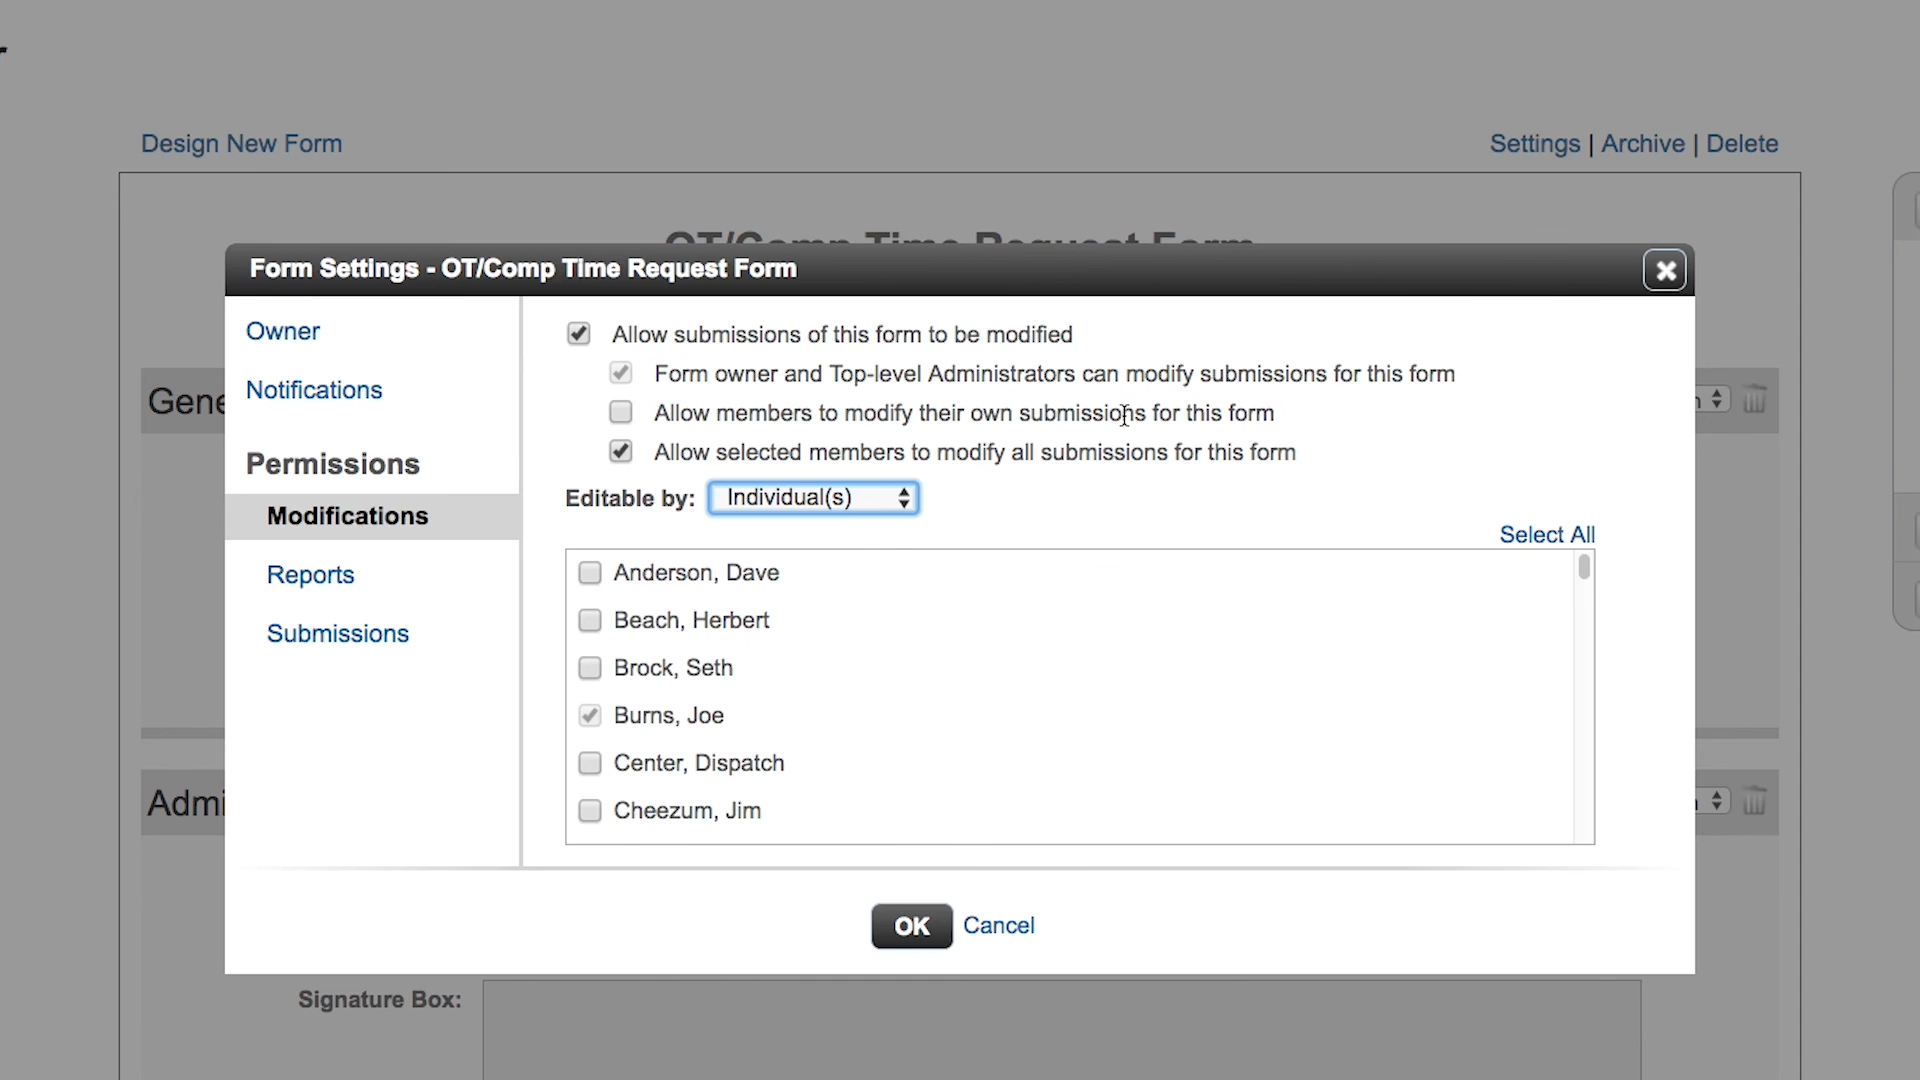 Design New Form
Settings | Archive | Delete
OT/Comp Time Request Form
Form Settings - OT/Comp Time Request Form
Owner
Notifications
Permissions
Modifications
Reports
Submissions
Allow submissions of this form to be modified
Form owner and Top-level Administrators can modify submissions for this form
Allow members to modify their own submissions for this form
Allow selected members to modify all submissions for this form
Editable by: Individual(s)
Select All
Anderson, Dave
Beach, Herbert
Brock, Seth
Burns, Joe
Center, Dispatch
Cheezum, Jim
OK Cancel
Gene
Admi
Signature Box: